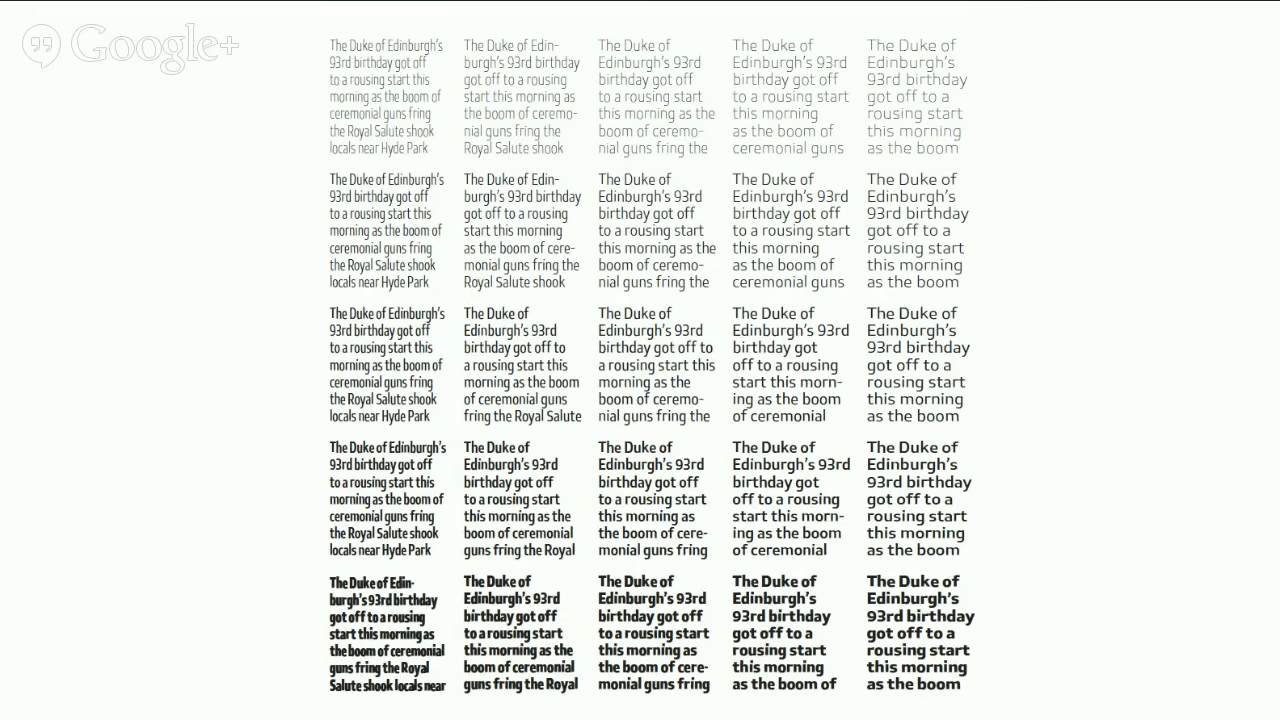 Google+
The Duke of Edinburgh's
93rd birthday got off
to a rousing start this
morning as the boom of
ceremonial guns fring
the Royal Salute shook
locals near Hyde Park
The Duke of Edin-
burgh's 93rd birthday
got off to a rousing
start this morning as
the boom of ceremo-
nial guns fring the
Royal Salute shook
The Duke of
Edinburgh's 93rd
birthday got off
to a rousing start
this morning as the
boom of ceremo-
nial guns fring the
The Duke of
Edinburgh's 93rd
birthday got off
to a rousing start
this morning
as the boom of
ceremonial guns
The Duke of
Edinburgh's
93rd birthday
got off to a
rousing start
this morning
as the boom
The Duke of Edinburgh's
93rd birthday got off
to a rousing start this
morning as the boom of
ceremonial guns fring
the Royal Salute shook
locals near Hyde Park
The Duke of Edin-
burgh's 93rd birthday
got off to a rousing
start this morning
as the boom of cere-
monial guns fring the
Royal Salute shook
The Duke of
Edinburgh's 93rd
birthday got off
to a rousing start
this morning as the
boom of ceremo-
nial guns fring the
The Duke of
Edinburgh's 93rd
birthday got off
to a rousing start
this morning
as the boom of
ceremonial guns
The Duke of
Edinburgh's
93rd birthday
got off to a
rousing start
this morning
as the boom
The Duke of Edinburgh's
93rd birthday got off
to a rousing start this
morning as the boom of
ceremonial guns fring
the Royal Salute shook
locals near Hyde Park
The Duke of
Edinburgh's 93rd
birthday got off to
a rousing start this
morning as the boom
of ceremonial guns
fring the Royal Salute
The Duke of
Edinburgh's 93rd
birthday got off to
a rousing start this
morning as the
boom of ceremo-
nial guns fring the
The Duke of
Edinburgh's 93rd
birthday got
off to a rousing
start this morn-
ing as the boom
of ceremonial
The Duke of
Edinburgh's
93rd birthday
got off to a
rousing start
this morning
as the boom
The Duke of Edinburgh's
93rd birthday got off
to a rousing start this
morning as the boom of
ceremonial guns fring
the Royal Salute shook
locals near Hyde Park
The Duke of
Edinburgh's 93rd
birthday got off
to a rousing start
this morning as the
boom of ceremonial
guns fring the Royal
The Duke of
Edinburgh's 93rd
birthday got off
to a rousing start
this morning as
the boom of cere-
monial guns fring
The Duke of
Edinburgh's 93rd
birthday got
off to a rousing
start this morn-
ing as the boom
of ceremonial
The Duke of
Edinburgh's
93rd birthday
got off to a
rousing start
this morning
as the boom
The Duke of Edin-
burgh's 93rd birthday
got off to a rousing
start this morning as
the boom of ceremonial
guns fring the Royal
Salute shook locals near
The Duke of
Edinburgh's 93rd
birthday got off
to a rousing start
this morning as the
boom of ceremonial
guns fring the Royal
The Duke of
Edinburgh's 93rd
birthday got off
to a rousing start
this morning as
the boom of cere-
monial guns fring
The Duke of
Edinburgh's
93rd birthday
got off to a
rousing start
this morning
as the boom of
The Duke of
Edinburgh's
93rd birthday
got off to a
rousing start
this morning
as the boom